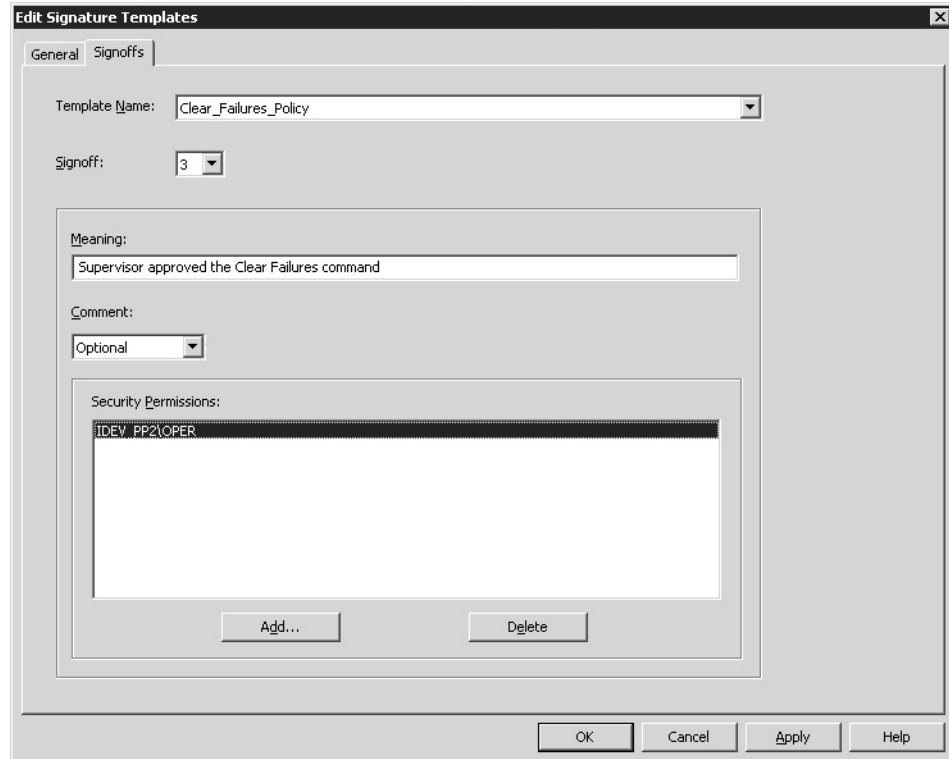 Edit Signature Templates
General Signoffs
Template Name: Clear_Failures_Policy
Signoff: 3
Meaning:
Supervisor approved the Clear Failures command
Comment:
Optional
Security Permissions:
IDEV_PP2\OPER
Add... Delete
OK Cancel Apply Help